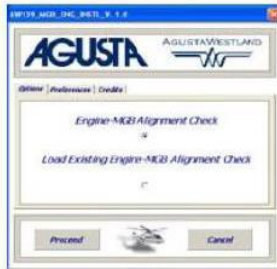 AGUSTA
AGUSTAWESTLAND
Options Preferences Credits
Engine-MGB Alignment Check
Load Existing Engine-MGB Alignment Check
Proceed
Cancel